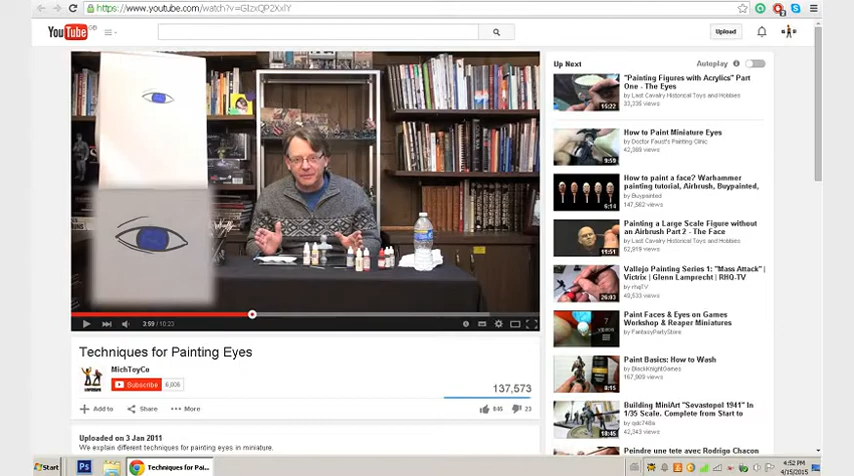 https://www.youtube.com/watch?v=GlzxQP2XxlY
YouTube
Upload
Up Next
Autoplay
"Painting Figures with Acrylics" Part
One - The Eyes
by Last Cavalry Historical Toys and Hobbies
33,335 views
15:22
How to Paint Miniature Eyes
by Doctor Faust's Painting Clinic
42,389 views
9:59
How to paint a face? Warhammer
painting tutorial, Airbrush, Buypainted,
by Buypainted
147,562 views
6:14
Painting a Large Scale Figure without
an Airbrush Part 2 - The Face
by Last Cavalry Historical Toys and Hobbies
62,919 views
11:51
Vallejo Painting Series 1: "Mass Attack" |
Victrix | Glenn Lamprecht | RHQ-TV
by rhqTV
49,533 views
26:03
Paint Faces & Eyes on Games
Workshop & Reaper Miniatures
by FantasyPartyStore
7
VIDEOS
Paint Basics: How to Wash
by BlackKnightGames
167,909 views
8:15
Building MiniArt "Sevastopol 1941" In
1/35 Scale. Complete from Start to
by qdc748a
42,343 views
18:45
Peindre une tete avec Rodrigo Chacon
3:59 / 10:22
Techniques for Painting Eyes
MichToyCo
Subscribe
6,606
137,573
Add to
Share
More
845
23
Uploaded on 3 Jan 2011
We explain different techniques for painting eyes in miniature.
Start
Ps
Techniques for Pai...
4:52 PM
4/15/2015